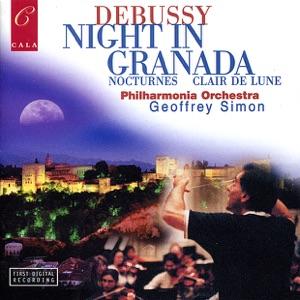 C
CALA
DEBUSSY
NIGHT IN
GRANADA
NOCTURNES CLAIR DE LUNE
Philharmonia Orchestra
Geoffrey Simon
FIRST DIGITAL
RECORDING